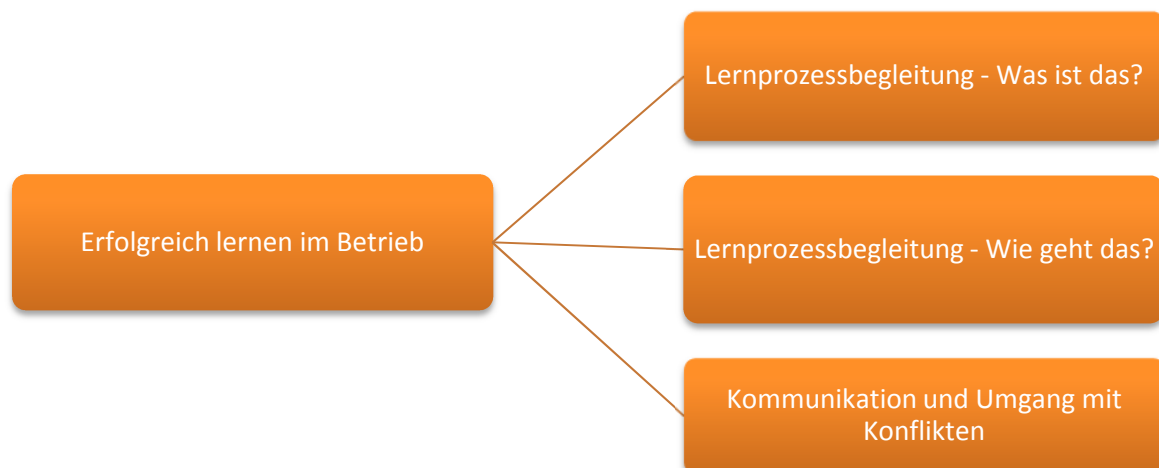 Lernprozessbegleitung - Was ist das?
Erfolgreich lernen im Betrieb
Lernprozessbegleitung - Wie geht das?
Kommunikation und Umgang mit
Konflikten